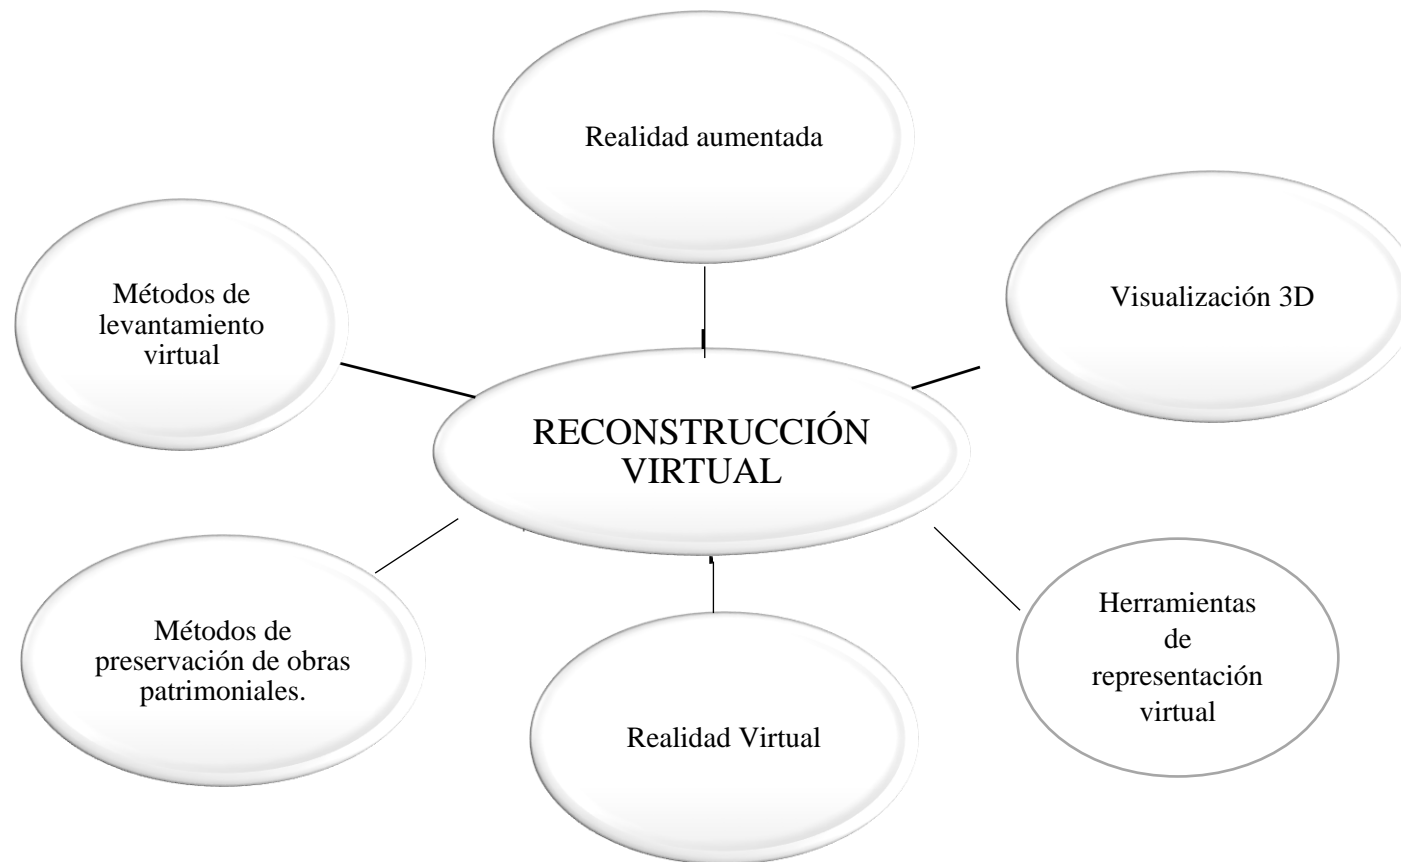 Realidad aumentada
Visualización 3D
Métodos de
levantamiento
virtual
RECONSTRUCCIÓN
VIRTUAL
Métodos de
preservación de obras
patrimoniales.
Realidad Virtual
Herramientas
de
representación
virtual